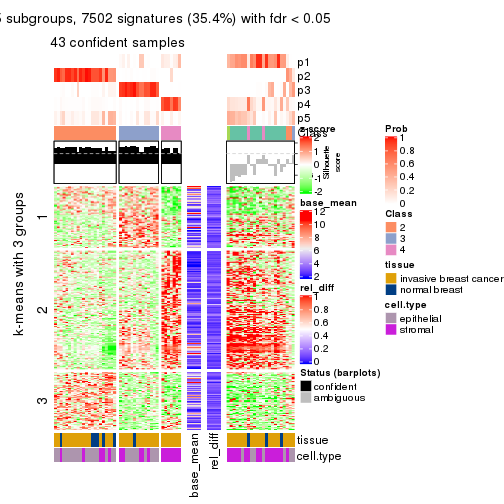 5 subgroups, 7502 signatures (35.4%) with fdr < 0.05
43 confident samples
p1
p2
p3
p4
p5
Class
Silhouette
score
1
2
3
k-means with 3 groups
tissue
cell.type
base_mean
rel_diff
z-score
2
1
0
-1
-2
base_mean
12
10
8
6
4
2
rel_diff
1
0.8
0.6
0.4
0.2
0
Status (barplots)
confident
ambiguous
Prob
1
0.8
0.6
0.4
0.2
0
Class
2
3
4
tissue
invasive breast cancer
normal breast
cell.type
epithelial
stromal